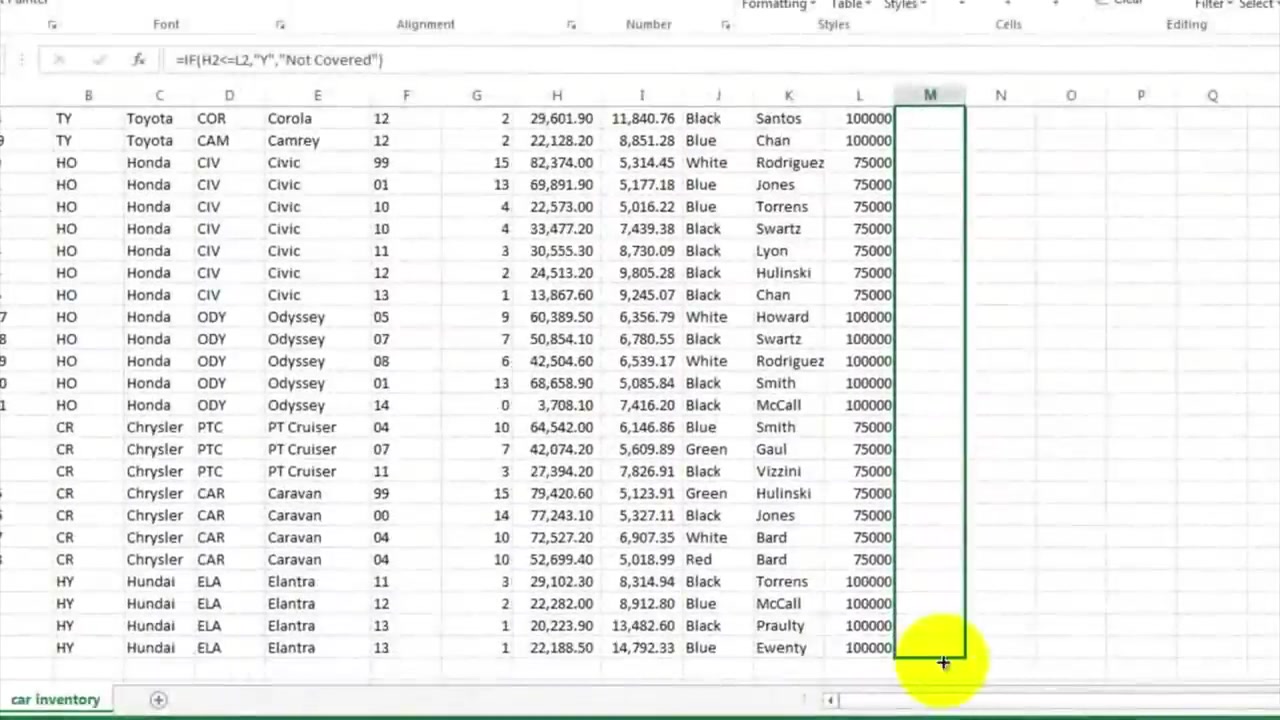 Formatting Table Styles Clear Filter Select
Font Alignment Number Styles Cells Editing
fx =IF(H2<=L2,"Y","Not Covered")
B C D E F G H I J K L M N O P Q
TY Toyota COR Corola 12 2 29,601.90 11,840.76 Black Santos 100000
9 TY Toyota CAM Camrey 12 2 22,128.20 8,851.28 Blue Chan 100000
HO Honda CIV Civic 99 15 82,374.00 5,314.45 White Rodriguez 75000
HO Honda CIV Civic 01 13 69,891.90 5,177.18 Blue Jones 75000
HO Honda CIV Civic 10 4 22,573.00 5,016.22 Blue Torrens 75000
HO Honda CIV Civic 10 4 33,477.20 7,439.38 Black Swartz 75000
HO Honda CIV Civic 11 3 30,555.30 8,730.09 Black Lyon 75000
HO Honda CIV Civic 12 2 24,513.20 9,805.28 Black Hulinski 75000
HO Honda CIV Civic 13 1 13,867.60 9,245.07 Black Chan 75000
7 HO Honda ODY Odyssey 05 9 60,389.50 6,356.79 White Howard 100000
8 HO Honda ODY Odyssey 07 7 50,854.10 6,780.55 Black Swartz 100000
9 HO Honda ODY Odyssey 08 6 42,504.60 6,539.17 White Rodriguez 100000
0 HO Honda ODY Odyssey 01 13 68,658.90 5,085.84 Black Smith 100000
1 HO Honda ODY Odyssey 14 0 3,708.10 7,416.20 Black McCall 100000
CR Chrysler PTC PT Cruiser 04 10 64,542.00 6,146.86 Blue Smith 75000
CR Chrysler PTC PT Cruiser 07 7 42,074.20 5,609.89 Green Gaul 75000
CR Chrysler PTC PT Cruiser 11 3 27,394.20 7,826.91 Black Vizzini 75000
CR Chrysler CAR Caravan 99 15 79,420.60 5,123.91 Green Hulinski 75000
CR Chrysler CAR Caravan 00 14 77,243.10 5,327.11 Black Jones 75000
CR Chrysler CAR Caravan 04 10 72,527.20 6,907.35 White Bard 75000
CR Chrysler CAR Caravan 04 10 52,699.40 5,018.99 Red Bard 75000
HY Hundai ELA Elantra 11 3 29,102.30 8,314.94 Black Torrens 100000
HY Hundai ELA Elantra 12 2 22,282.00 8,912.80 Blue McCall 100000
HY Hundai ELA Elantra 13 1 20,223.90 13,482.60 Black Praulty 100000
HY Hundai ELA Elantra 13 1 22,188.50 14,792.33 Blue Ewenty 100000
car inventory